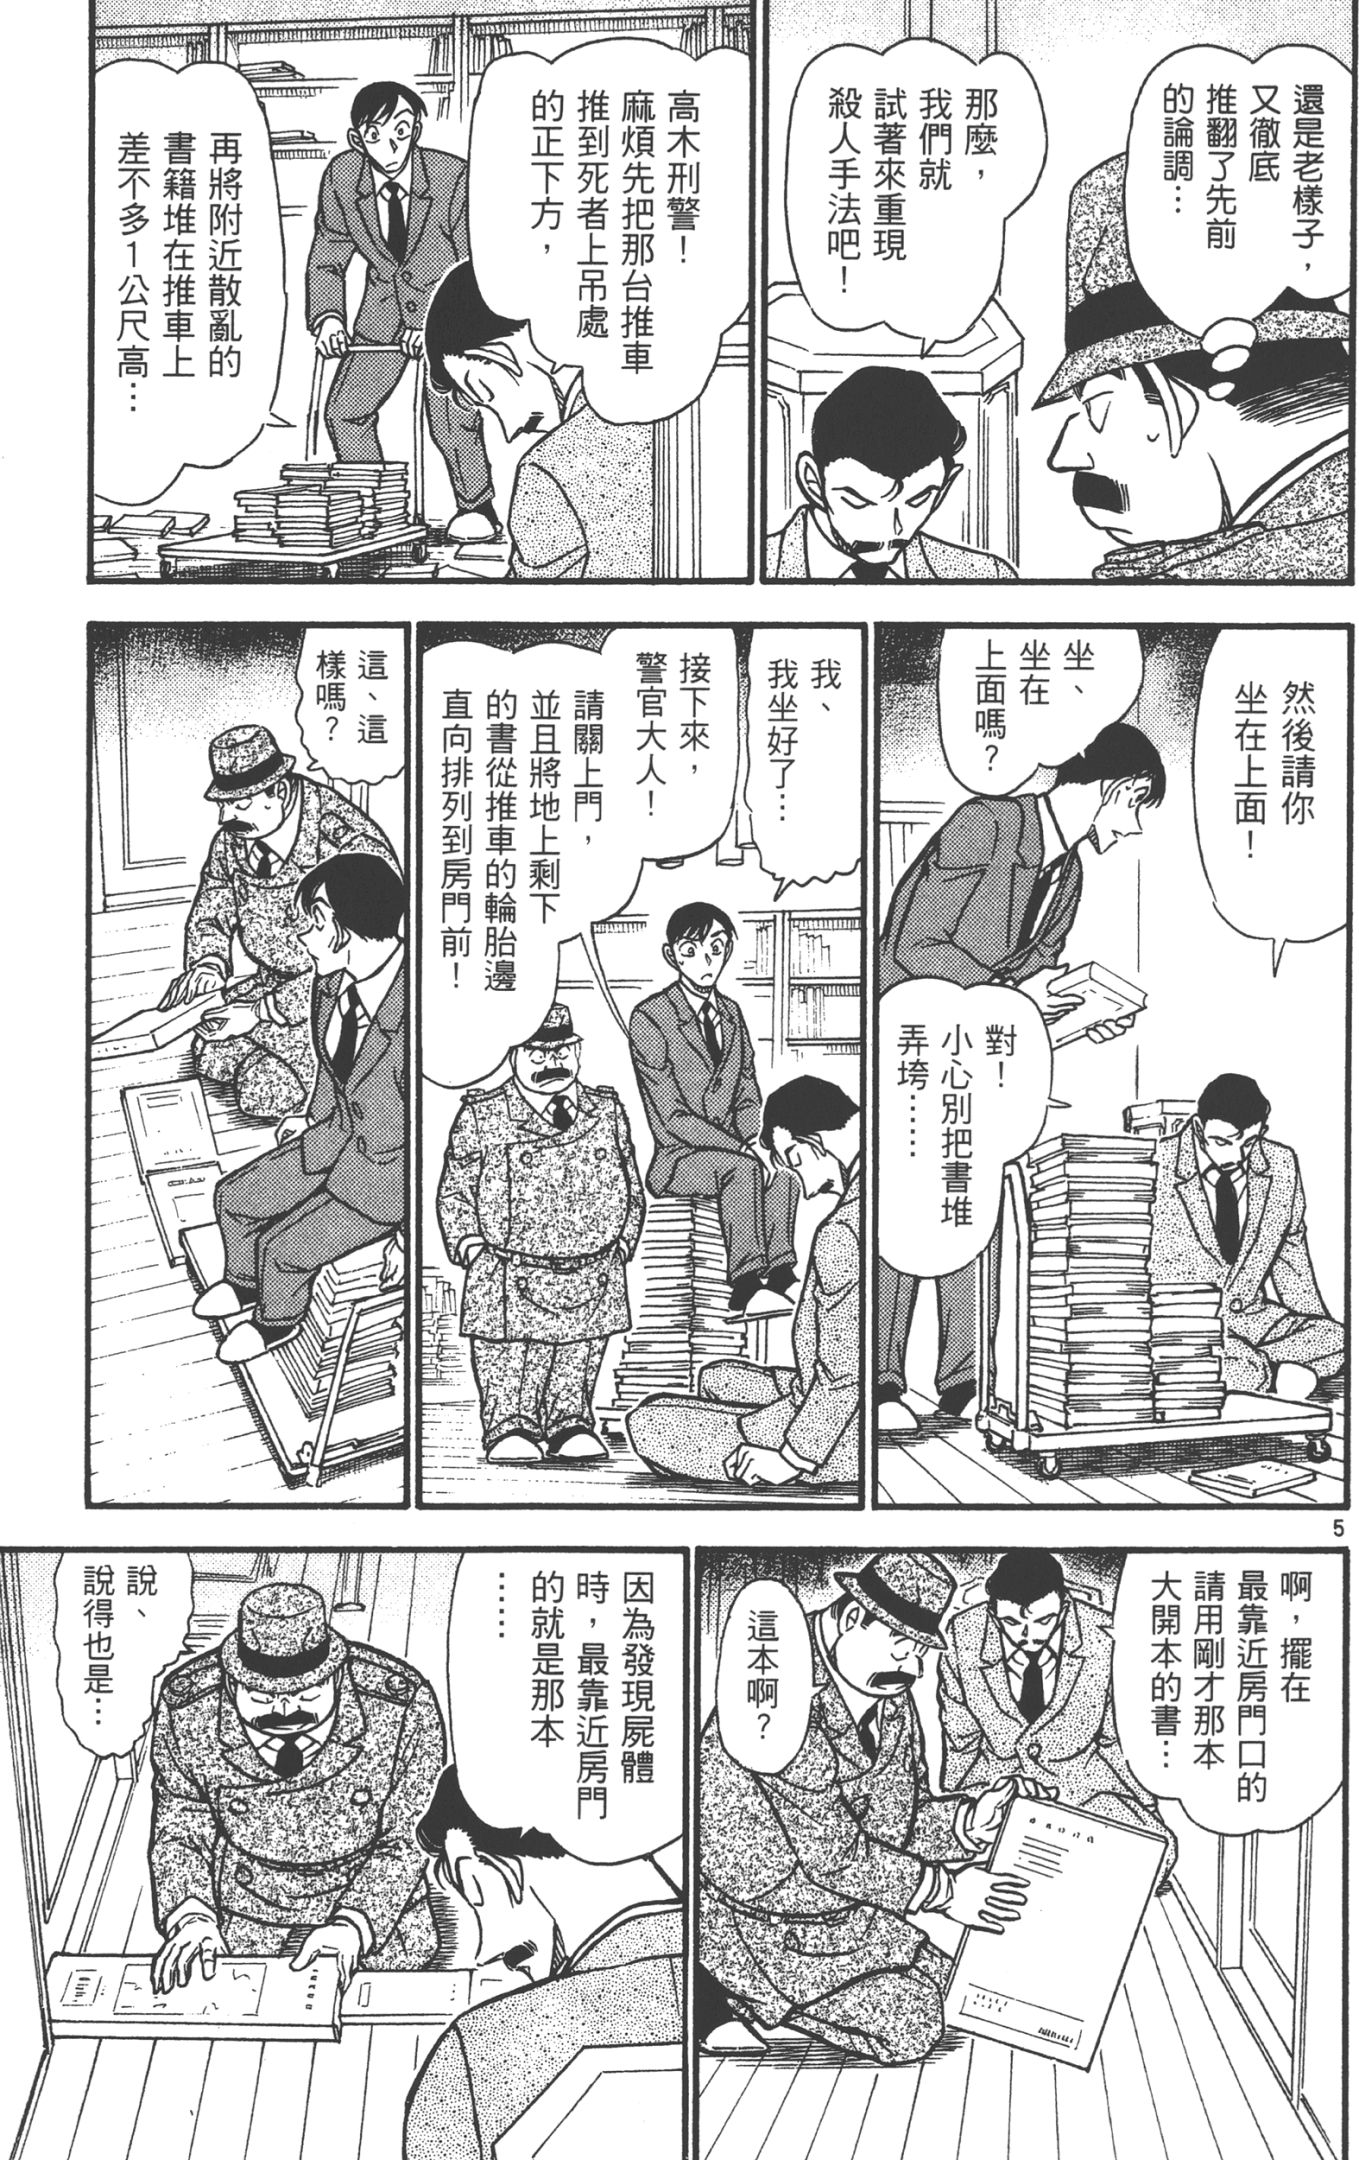 還是老樣子，
又徹底
推翻了先前
的論調…
那麼，
我們就
試著來重現
殺人手法吧！
高木刑警！
麻煩先把那台推車
推到死者上吊處
的正下方，
再將附近散亂的
書籍堆在推車上
差不多1公尺高…
然後請你
坐在上面！
坐、
坐在
上面嗎？
對！
小心別把書堆
弄垮……
我、
我坐好了…
接下來，
警官大人！
請關上門，
並且將地上剩下
的書從推車的輪胎邊
直向排列到房門前！
這、這
樣嗎？
5
啊，擺在
最靠近房門口的
請用剛才那本
大開本的書…
這本啊？
因為發現屍體
時，最靠近房門
的就是那本
……
說、
說得也是…